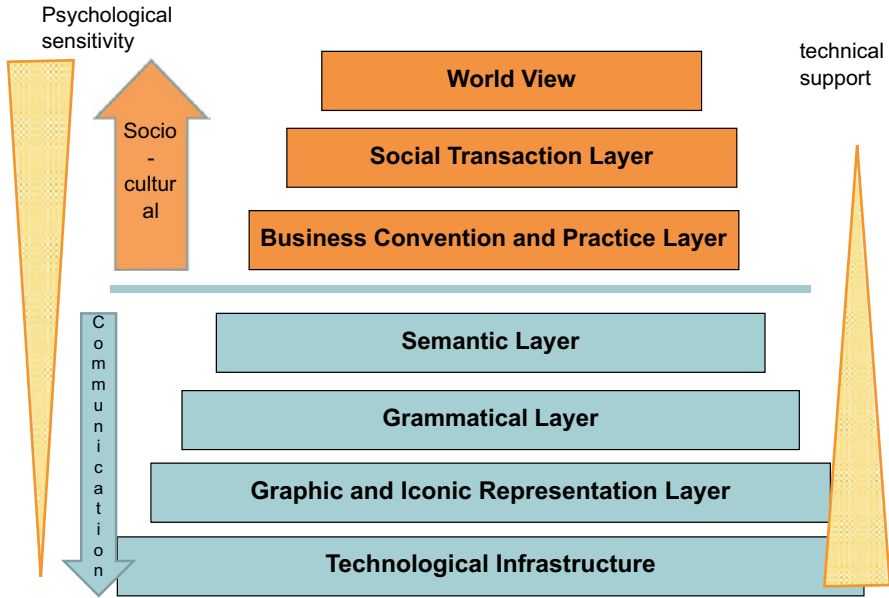 Psychological
sensitivity
technical
support
Socio
-
cultur
al
World View
Social Transaction Layer
Business Convention and Practice Layer
Communication
Semantic Layer
Grammatical Layer
Graphic and Iconic Representation Layer
Technological Infrastructure